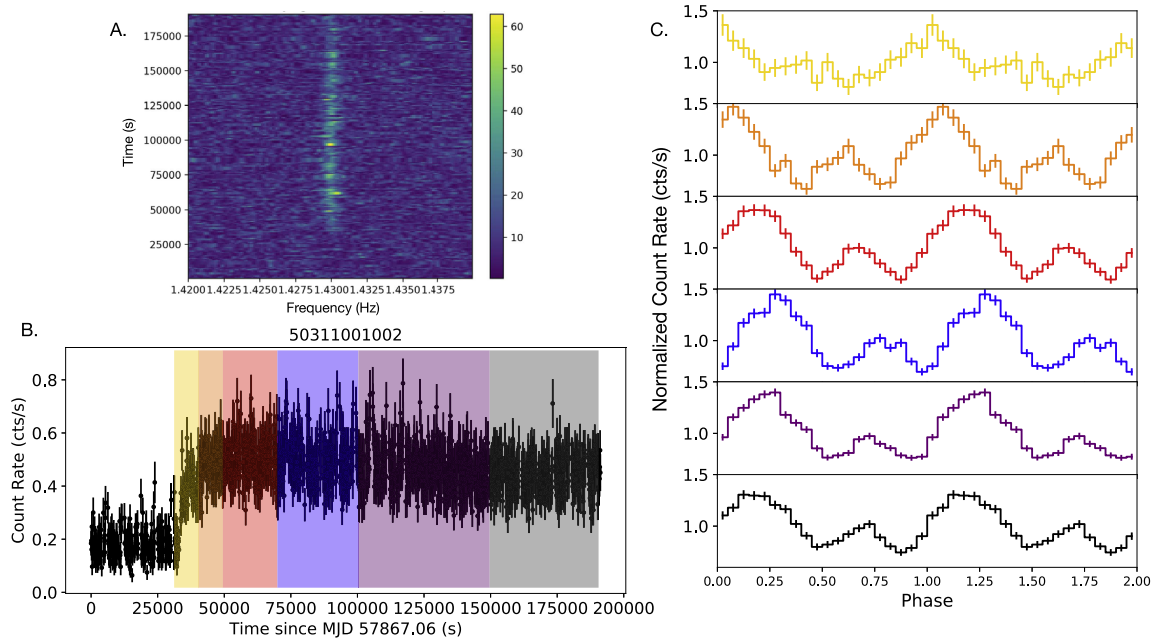 A.
175000
150000
125000
100000
75000
50000
25000
Time (s)
1.4200 1.4225 1.4250 1.4275 1.4300 1.4325 1.4350 1.4375
Frequency (Hz)
60
50
40
30
20
10
B.
50311001002
0.8
0.6
0.4
0.2
0.0
Count Rate (cts/s)
0 25000 50000 75000 100000 125000 150000 175000 200000
Time since MJD 57867.06 (s)
C.
Normalized Count Rate (cts/s)
1.5
1.0
1.5
1.0
1.5
1.0
1.5
1.0
1.5
1.0
1.5
1.0
0.00 0.25 0.50 0.75 1.00 1.25 1.50 1.75 2.00
Phase